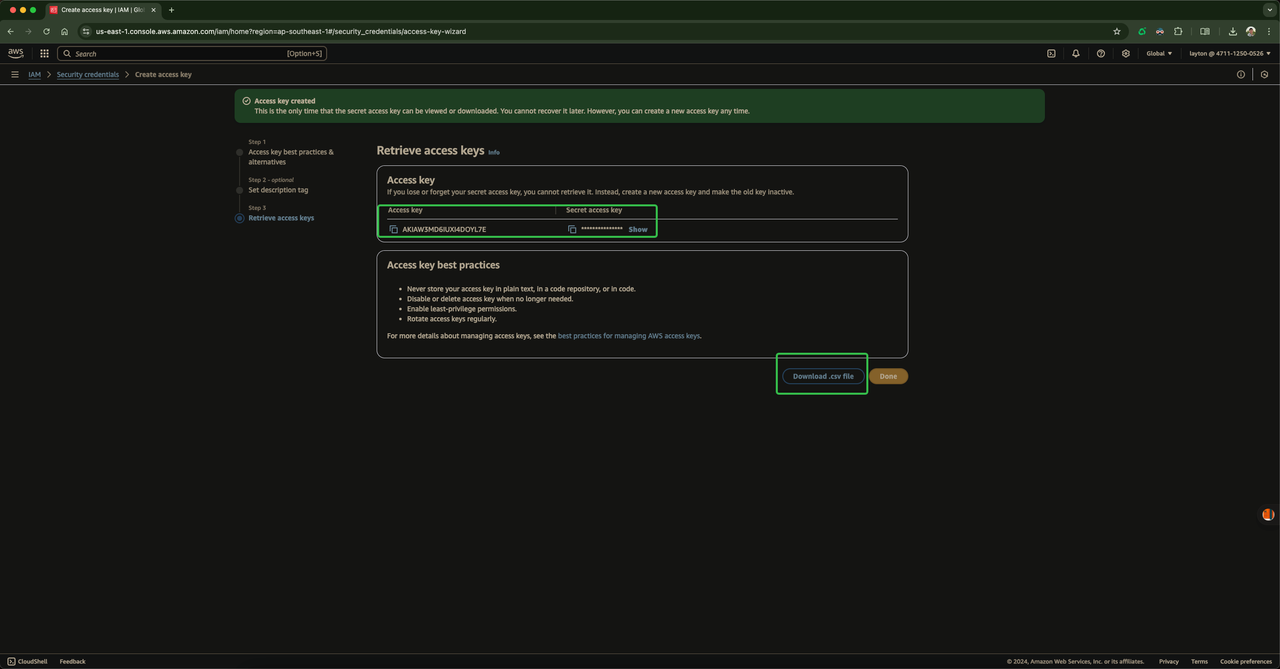 Create access key | IAM | Glo
us-east-1.console.aws.amazon.com/iam/home?region=ap-southeast-1#/security_credentials/access-key-wizard
aws
Search
[Option+S]
Global
layton @ 4711-1250-0526
IAM > Security credentials > Create access key
Access key created
This is the only time that the secret access key can be viewed or downloaded. You cannot recover it later. However, you can create a new access key any time.
Step 1
Access key best practices &
alternatives
Step 2 - optional
Set description tag
Step 3
Retrieve access keys
Retrieve access keys Info
Access key
If you lose or forget your secret access key, you cannot retrieve it. Instead, create a new access key and make the old key inactive.
Access key
Secret access key
AKIAW3MD6IUXI4DOYL7E
*************** Show
Access key best practices
• Never store your access key in plain text, in a code repository, or in code.
• Disable or delete access key when no longer needed.
• Enable least-privilege permissions.
• Rotate access keys regularly.
For more details about managing access keys, see the best practices for managing AWS access keys.
Download .csv file
Done
CloudShell
Feedback
© 2024, Amazon Web Services, Inc. or its affiliates.
Privacy
Terms
Cookie preferences